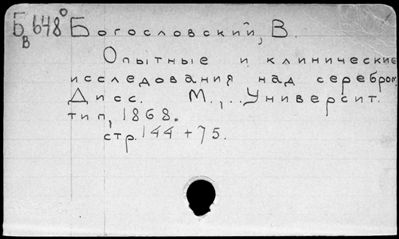 Б в 648° Богословский, В.
Опытные и клинические
исследования над серебром.
Дисс. М., „Университ.
тип, 1868.
стр. 144 + 75.